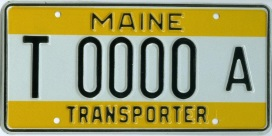 MAINE
T 0000 A
TRANSPORTER